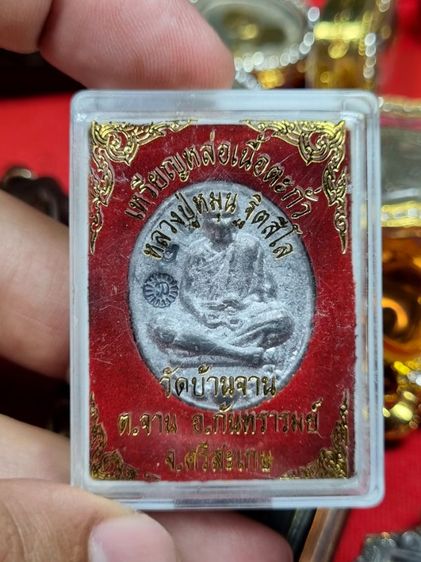 เหรียญหล่อเนื้อตะกั่ว
หลวงปู่หมุน ฐิตสีโล
วัดบ้านจาน
ต.จาน อ.กันทรารมย์
จ.ศรีสะเกษ